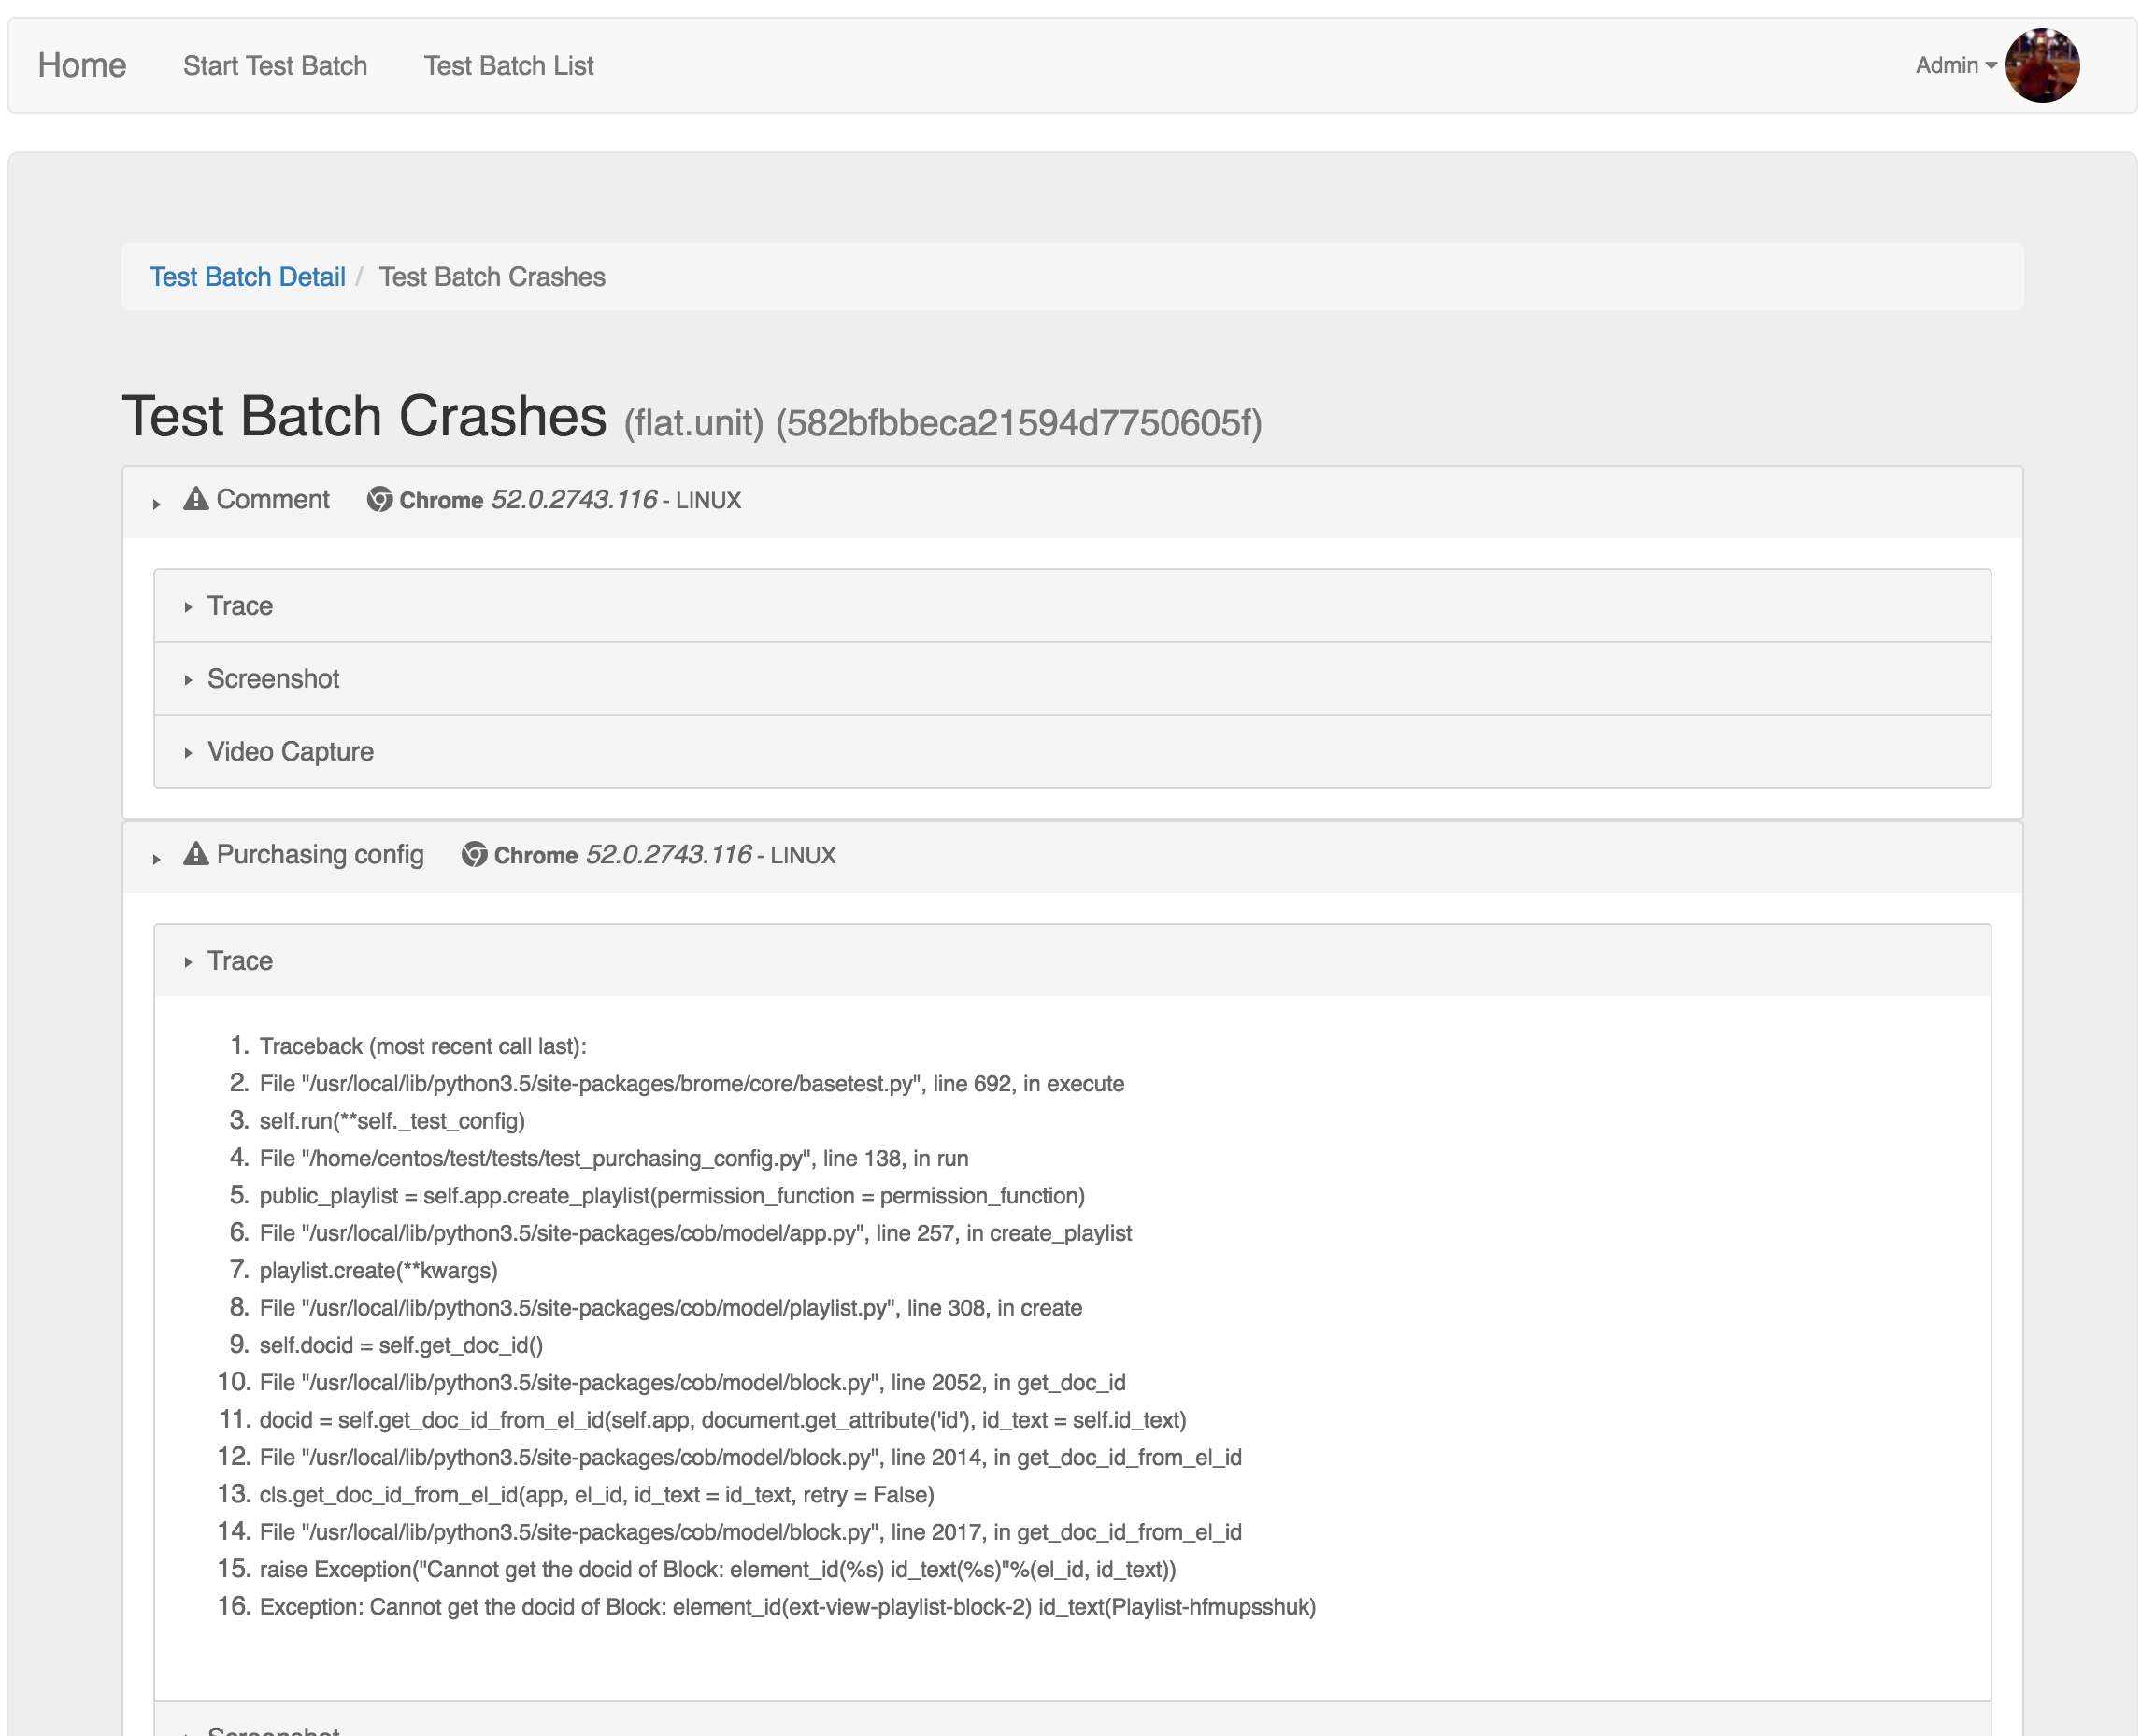 Home Start Test Batch Test Batch List Admin
Test Batch Detail / Test Batch Crashes
Test Batch Crashes (flat.unit) (582bfbbeca21594d7750605f)
Comment Chrome 52.0.2743.116 - LINUX
Trace
Screenshot
Video Capture
Purchasing config Chrome 52.0.2743.116 - LINUX
Trace
1. Traceback (most recent call last):
2. File "/usr/local/lib/python3.5/site-packages/brome/core/basetest.py", line 692, in execute
3. self.run(**self._test_config)
4. File "/home/centos/test/tests/test_purchasing_config.py", line 138, in run
5. public_playlist = self.app.create_playlist(permission_function = permission_function)
6. File "/usr/local/lib/python3.5/site-packages/cob/model/app.py", line 257, in create_playlist
7. playlist.create(**kwargs)
8. File "/usr/local/lib/python3.5/site-packages/cob/model/playlist.py", line 308, in create
9. self.docid = self.get_doc_id()
10. File "/usr/local/lib/python3.5/site-packages/cob/model/block.py", line 2052, in get_doc_id
11. docid = self.get_doc_id_from_el_id(self.app, document.get_attribute('id'), id_text = self.id_text)
12. File "/usr/local/lib/python3.5/site-packages/cob/model/block.py", line 2014, in get_doc_id_from_el_id
13. cls.get_doc_id_from_el_id(app, el_id, id_text = id_text, retry = False)
14. File "/usr/local/lib/python3.5/site-packages/cob/model/block.py", line 2017, in get_doc_id_from_el_id
15. raise Exception("Cannot get the docid of Block: element_id(%s) id_text(%s)"%(el_id, id_text))
16. Exception: Cannot get the docid of Block: element_id(ext-view-playlist-block-2) id_text(Playlist-hfmupsshuk)
Screenshot